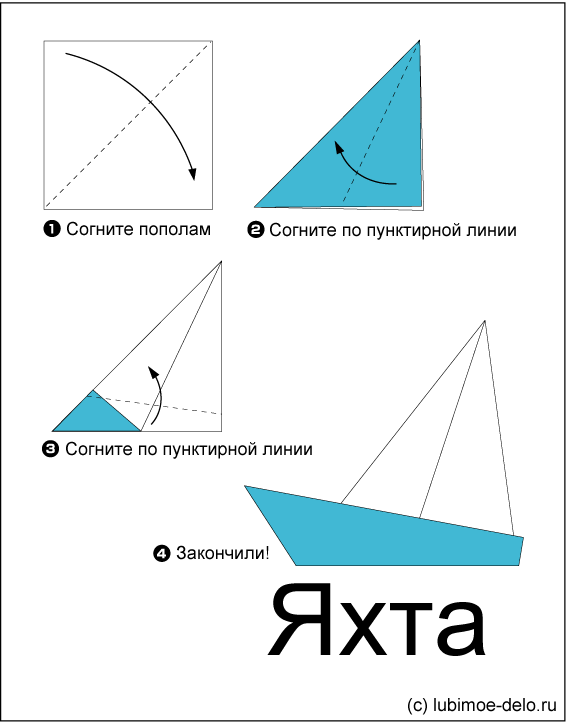 ❶ Согните пополам
❷ Согните по пунктирной линии
❸ Согните по пунктирной линии
❹ Закончили!
Яхта
(c) lubimoe-delo.ru